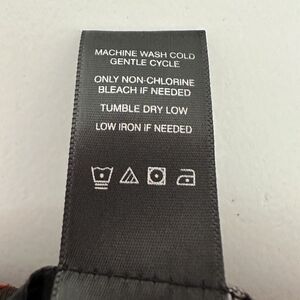 MACHINE WASH COLD
GENTLE CYCLE
ONLY NON-CHLORINE
BLEACH IF NEEDED
TUMBLE DRY LOW
LOW IRON IF NEEDED